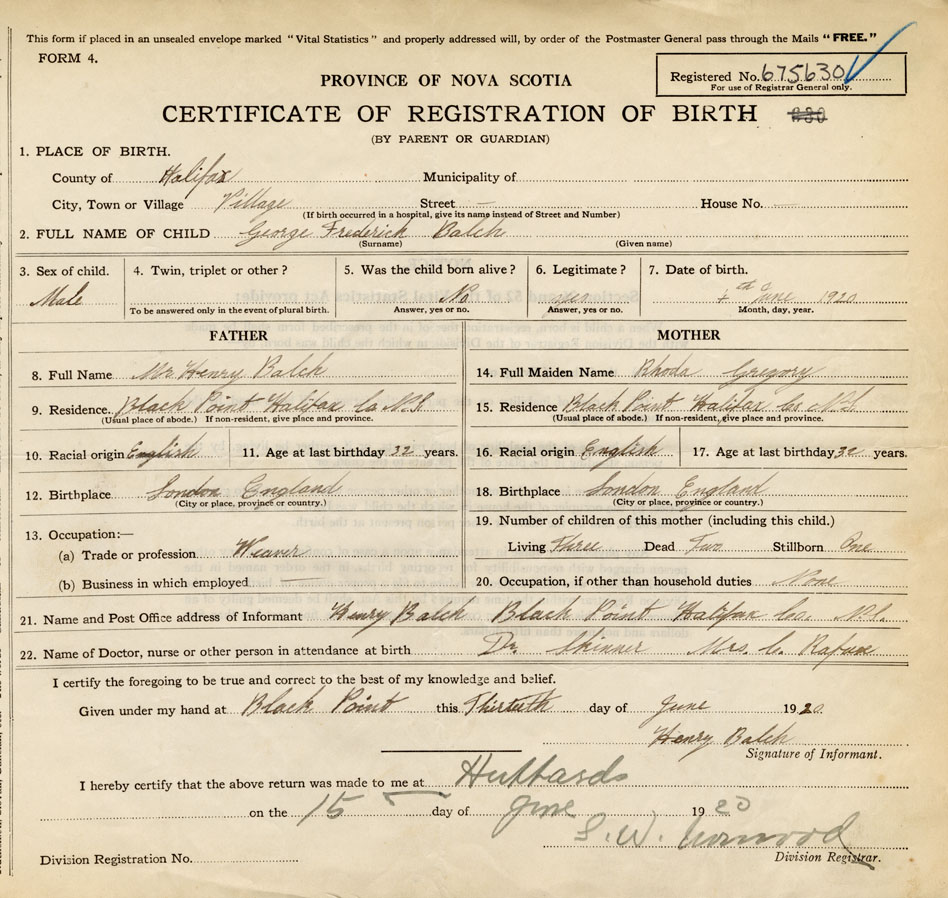 This form if placed in an unsealed envelope marked "Vital Statistics" and properly addressed will, by order of the Postmaster General pass through the Mails "FREE."
FORM 4.
Registered No. 675630
For use of Registrar General only.
PROVINCE OF NOVA SCOTIA
CERTIFICATE OF REGISTRATION OF BIRTH
(BY PARENT OR GUARDIAN)
1. PLACE OF BIRTH.
County of Halifax Municipality of
City, Town or Village Village Street — House No. —
(If birth occurred in a hospital, give its name instead of Street and Number)
2. FULL NAME OF CHILD George Frederick Balch
(Surname) (Given name)
3. Sex of child. 4. Twin, triplet or other? 5. Was the child born alive? 6. Legitimate? 7. Date of birth.
Male No yes 4th June 1920
To be answered only in the event of plural birth. Answer, yes or no. Answer, yes or no. Month, day, year.
FATHER MOTHER
8. Full Name Mr Henry Balch 14. Full Maiden Name Rhoda Gregory
9. Residence. Black Point Halifax Co N.S. 15. Residence Black Point Halifax Co N.S.
(Usual place of abode.) If non-resident, give place and province. (Usual place of abode.) If non-resident, give place and province.
10. Racial origin English 11. Age at last birthday 32 years. 16. Racial origin English 17. Age at last birthday 32 years.
12. Birthplace London England 18. Birthplace London England
(City or place, province or country.) (City or place, province or country.)
13. Occupation:— 19. Number of children of this mother (including this child.)
(a) Trade or profession Weaver Living Three Dead Two Stillborn One
(b) Business in which employed — 20. Occupation, if other than household duties None
21. Name and Post Office address of Informant Henry Balch Black Point Halifax Co. N.S.
22. Name of Doctor, nurse or other person in attendance at birth Dr. Skinner Mrs. C. Rafuse
I certify the foregoing to be true and correct to the best of my knowledge and belief.
Given under my hand at Black Point this Thirteth day of June 1920
Henry Balch
Signature of Informant.
I hereby certify that the above return was made to me at Hubbards
on the 15 day of June 1920
S. W.
Division Registration No. Division Registrar.